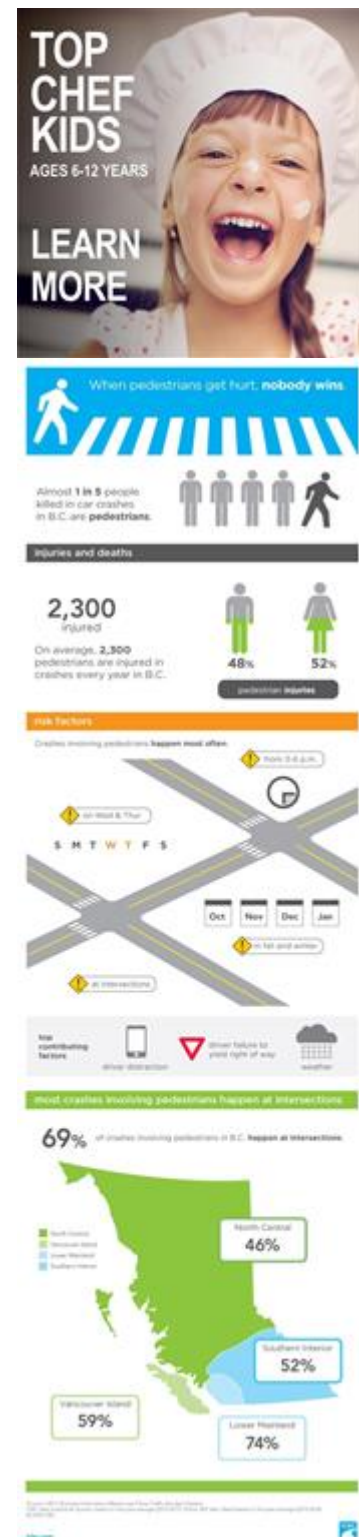 TOP
CHEF
KIDS
AGES 6-12 YEARS
LEARN
MORE
When pedestrians get hurt, nobody wins.
Almost 1 in 5 people
killed in car crashes
in B.C. are pedestrians.
injuries and deaths
2,300
injured
On average, 2,300
pedestrians are injured in
crashes every year in B.C.
48%
52%
pedestrian injuries
risk factors
Crashes involving pedestrians happen most often
from 3-6 p.m.
on Wed & Thur
S M T W T F S
Oct Nov Dec Jan
in fall and winter
at intersections
top
contributing
factors
driver distraction
driver failure to
yield right of way
weather
most crashes involving pedestrians happen at intersections
69% of crashes involving pedestrians in B.C. happen at intersections
North Central
Vancouver Island
Lower Mainland
Southern Interior
North Central
46%
Southern Interior
52%
Vancouver Island
59%
Lower Mainland
74%